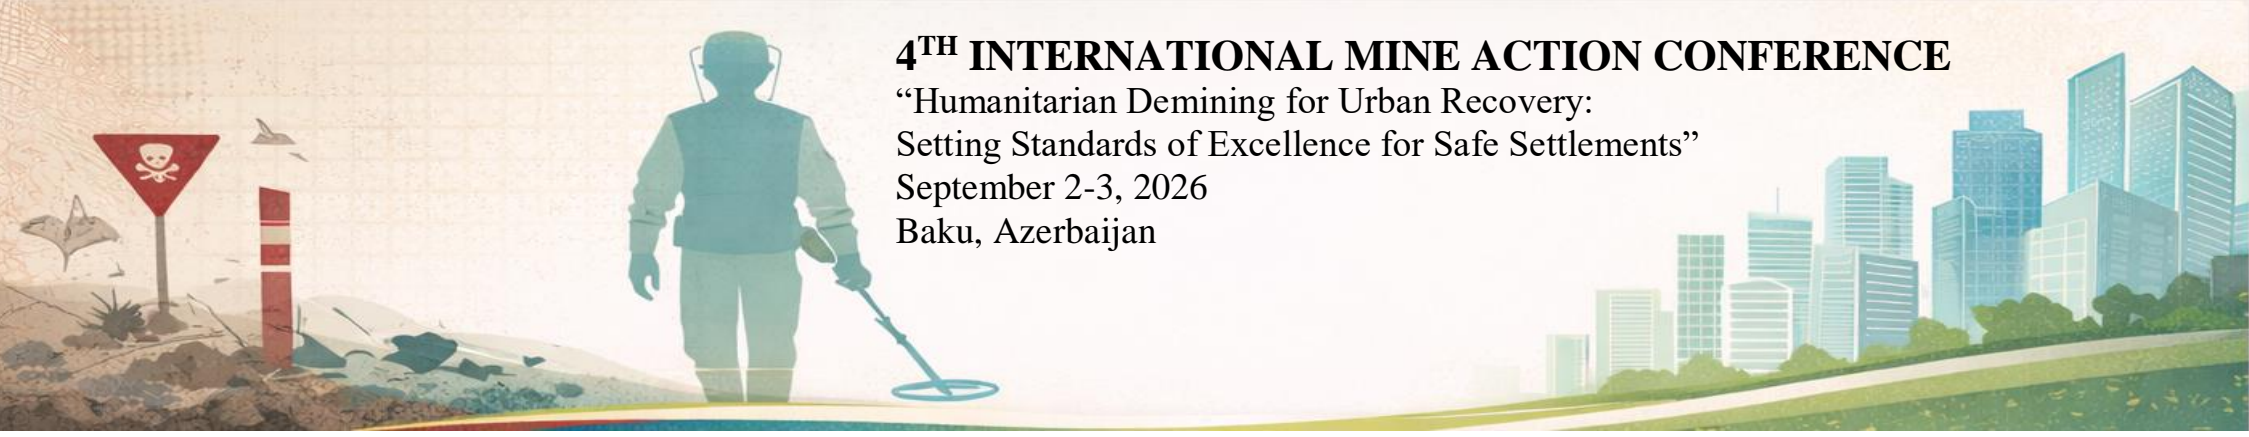 4TH INTERNATIONAL MINE ACTION CONFERENCE
“Humanitarian Demining for Urban Recovery:
Setting Standards of Excellence for Safe Settlements”
September 2-3, 2026
Baku, Azerbaijan